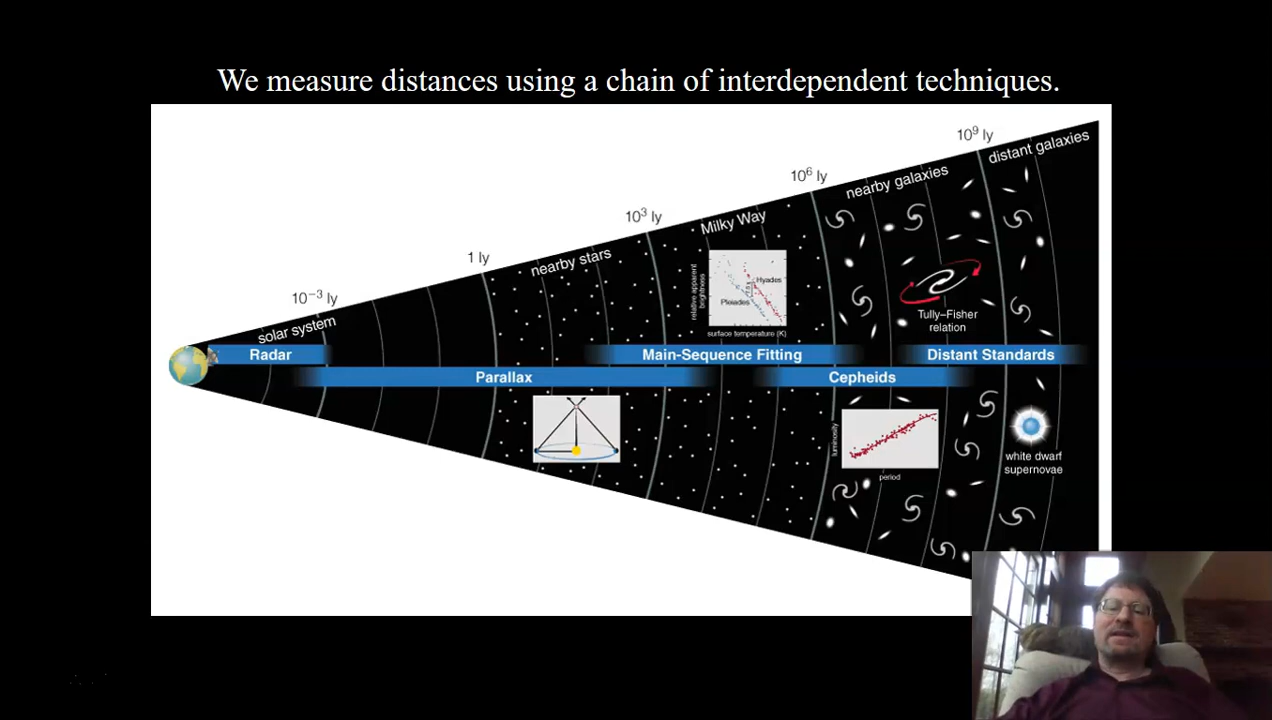 We measure distances using a chain of interdependent techniques.
10⁹ ly
distant galaxies
10⁶ ly
nearby galaxies
10³ ly
Milky Way
1 ly
nearby stars
10⁻³ ly
solar system
relative apparent
brightness
Hyades
Pleiades
surface temperature (K)
Tully–Fisher
relation
Radar
Main-Sequence Fitting
Distant Standards
Parallax
Cepheids
luminosity
period
white dwarf
supernovae